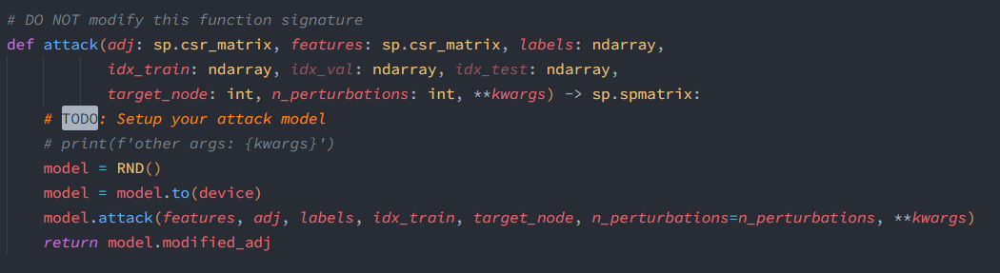 # DO NOT modify this function signature
def attack(adj: sp.csr_matrix, features: sp.csr_matrix, labels: ndarray,
idx_train: ndarray, idx_val: ndarray, idx_test: ndarray,
target_node: int, n_perturbations: int, **kwargs) -> sp.spmatrix:
# TODO: Setup your attack model
# print(f'other args: {kwargs}')
model = RND()
model = model.to(device)
model.attack(features, adj, labels, idx_train, target_node, n_perturbations=n_perturbations, **kwargs)
return model.modified_adj